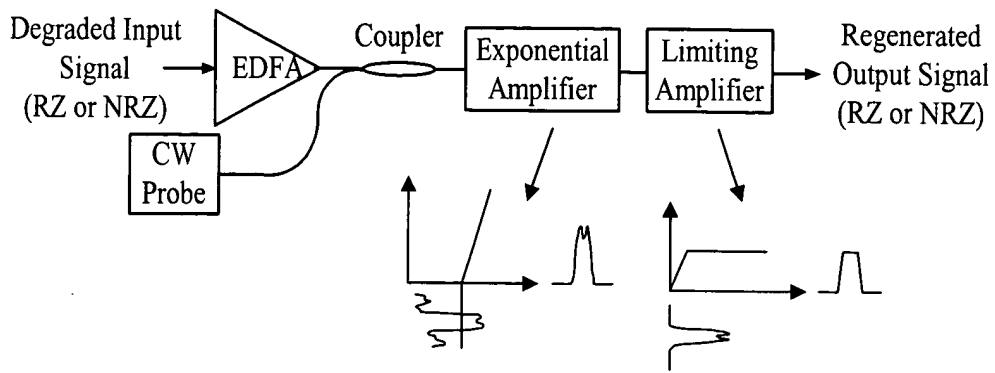 Degraded Input
Signal
(RZ or NRZ)
EDFA
Coupler
CW
Probe
Exponential
Amplifier
Limiting
Amplifier
Regenerated
Output Signal
(RZ or NRZ)